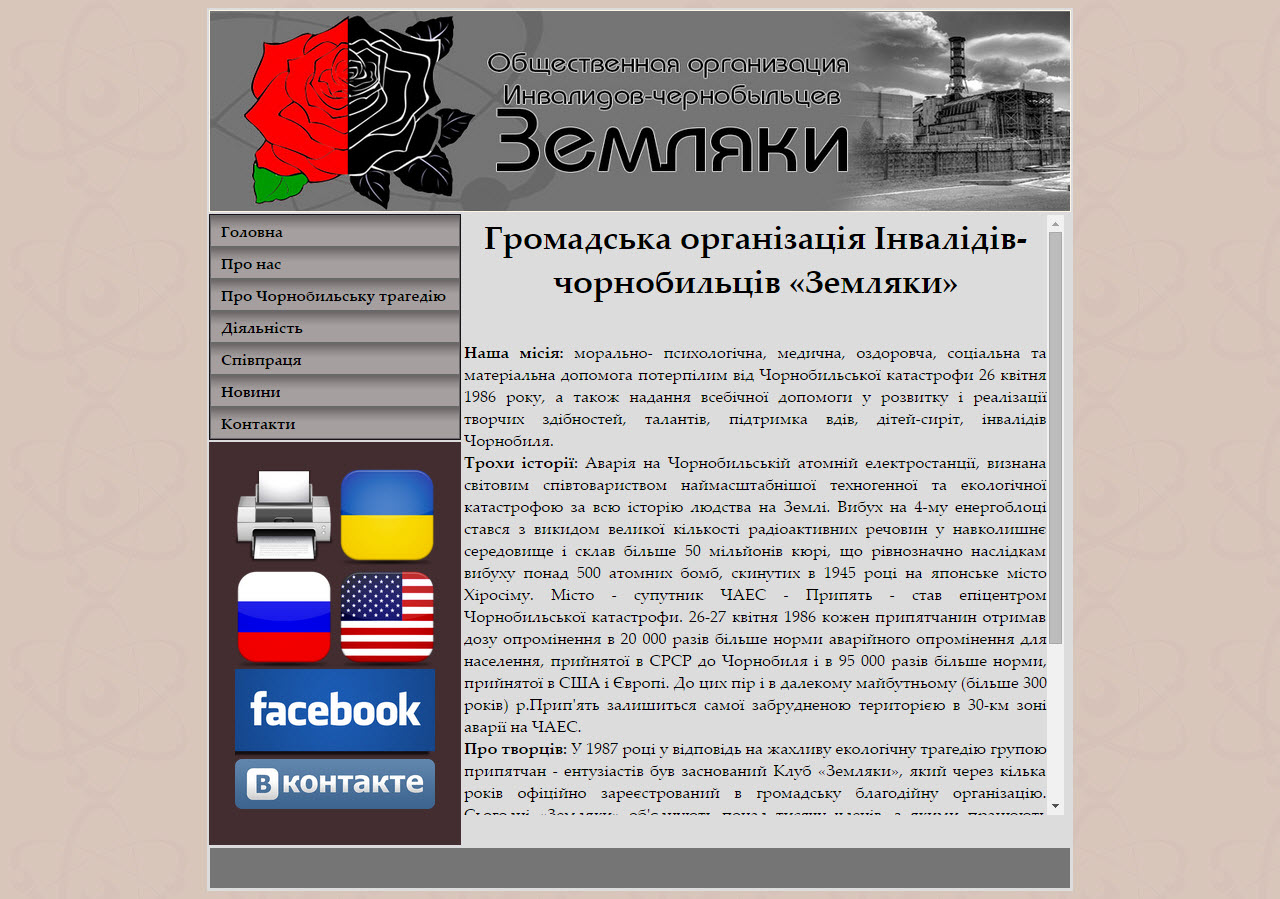 Общественная организация
Инвалидов-чернобыльцев
Земляки
Головна
Про нас
Про Чорнобильську трагедію
Діяльність
Співпраця
Новини
Контакти
facebook
В контакте
Громадська організація Інвалідів-
чорнобильців «Земляки»
Наша місія: морально- психологічна, медична, оздоровча, соціальна та
матеріальна допомога потерпілим від Чорнобильської катастрофи 26 квітня
1986 року, а також надання всебічної допомоги у розвитку і реалізації
творчих здібностей, талантів, підтримка вдів, дітей-сиріт, інвалідів
Чорнобиля.
Трохи історії: Аварія на Чорнобильській атомній електростанції, визнана
світовим співтовариством наймасштабнішої техногенної та екологічної
катастрофою за всю історію людства на Землі. Вибух на 4-му енергоблоці
стався з викидом великої кількості радіоактивних речовин у навколишнє
середовище і склав більше 50 мільйонів кюрі, що рівнозначно наслідкам
вибуху понад 500 атомних бомб, скинутих в 1945 році на японське місто
Хіросіму. Місто - супутник ЧАЕС - Припять - став епіцентром
Чорнобильської катастрофи. 26-27 квітня 1986 кожен припятчанин отримав
дозу опромінення в 20 000 разів більше норми аварійного опромінення для
населення, прийнятої в СРСР до Чорнобиля і в 95 000 разів більше норми,
прийнятої в США і Європі. До цих пір і в далекому майбутньому (більше 300
років) р.Прип'ять залишиться самої забрудненою територією в 30-км зоні
аварії на ЧАЕС.
Про творців: У 1987 році у відповідь на жахливу екологічну трагедію групою
припятчан - ентузіастів був заснований Клуб «Земляки», який через кілька
років офіційно зареєстрований в громадську благодійну організацію.
Сьогодні «Земляки» об'єднують понад тисячу членів, з якими працюють